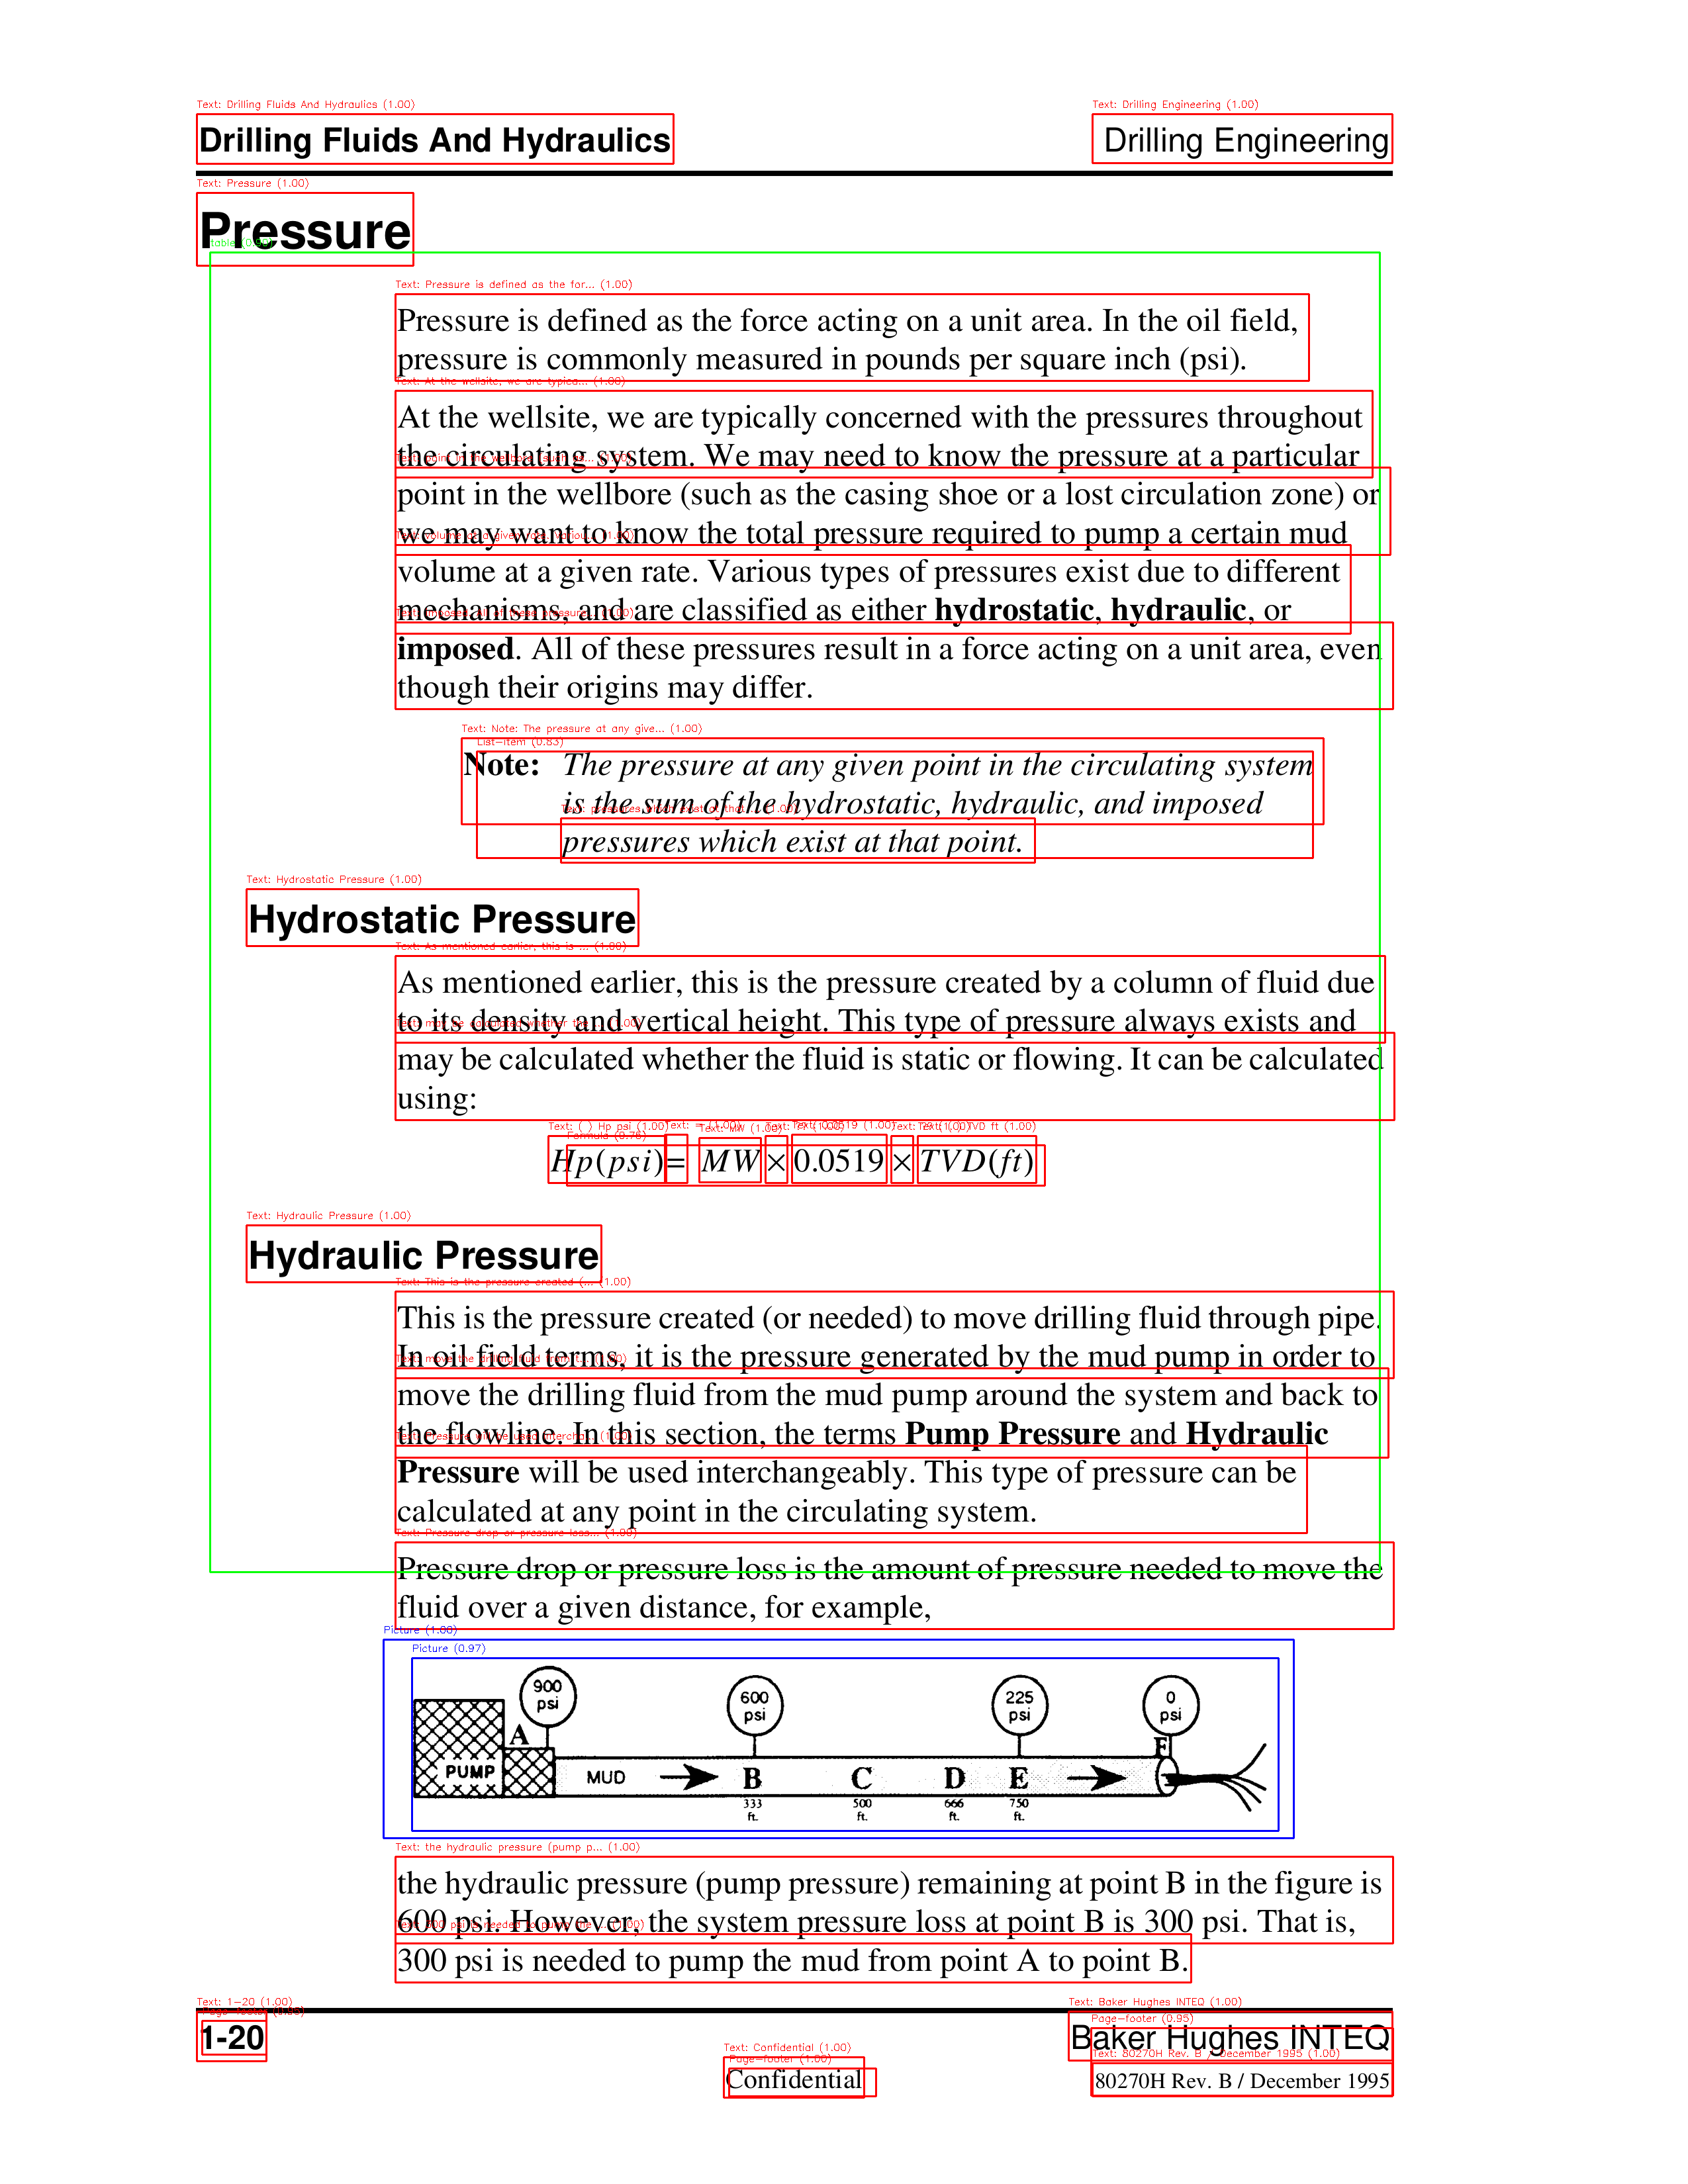 Drilling Fluids And Hydraulics
Drilling Engineering
Pressure
Pressure is defined as the force acting on a unit area. In the oil field,
pressure is commonly measured in pounds per square inch (psi).
At the wellsite, we are typically concerned with the pressures throughout
the circulating system. We may need to know the pressure at a particular
point in the wellbore (such as the casing shoe or a lost circulation zone) or
we may want to know the total pressure required to pump a certain mud
volume at a given rate. Various types of pressures exist due to different
mechanisms, and are classified as either hydrostatic, hydraulic, or
imposed. All of these pressures result in a force acting on a unit area, even
though their origins may differ.
Note: The pressure at any given point in the circulating system
is the sum of the hydrostatic, hydraulic, and imposed
pressures which exist at that point.
Hydrostatic Pressure
As mentioned earlier, this is the pressure created by a column of fluid due
to its density and vertical height. This type of pressure always exists and
may be calculated whether the fluid is static or flowing. It can be calculated
using:
Hp(psi) = MW × 0.0519 × TVD(ft)
Hydraulic Pressure
This is the pressure created (or needed) to move drilling fluid through pipe.
In oil field terms, it is the pressure generated by the mud pump in order to
move the drilling fluid from the mud pump around the system and back to
the flowline. In this section, the terms Pump Pressure and Hydraulic
Pressure will be used interchangeably. This type of pressure can be
calculated at any point in the circulating system.
Pressure drop or pressure loss is the amount of pressure needed to move the
fluid over a given distance, for example,
900 psi
600 psi
225 psi
0 psi
A
F
PUMP
MUD
B
C
D
E
333 ft.
500 ft.
666 ft.
750 ft.
the hydraulic pressure (pump pressure) remaining at point B in the figure is
600 psi. However, the system pressure loss at point B is 300 psi. That is,
300 psi is needed to pump the mud from point A to point B.
1-20
Baker Hughes INTEQ
Confidential
80270H Rev. B / December 1995